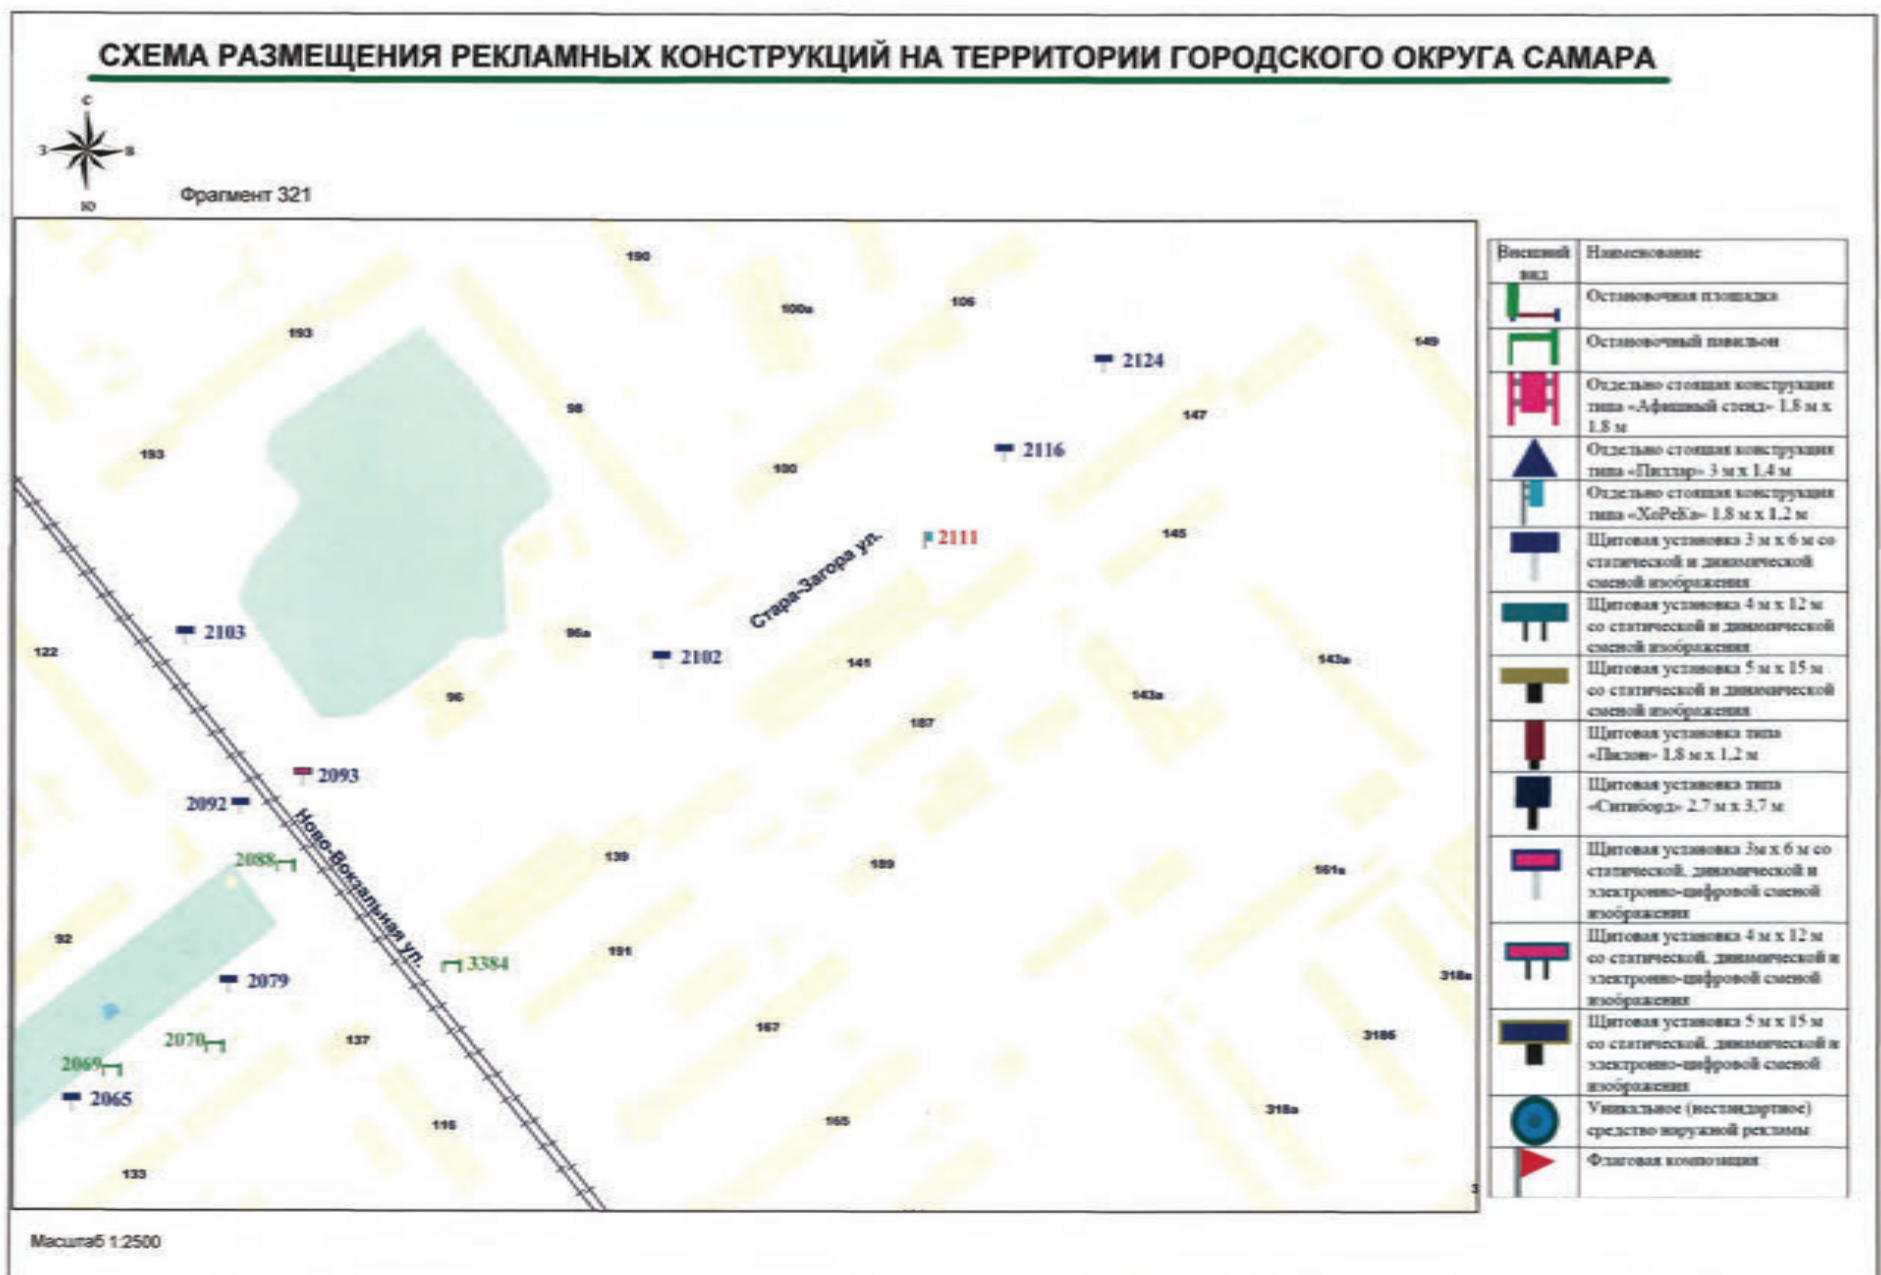 СХЕМА РАЗМЕЩЕНИЯ РЕКЛАМНЫХ КОНСТРУКЦИЙ НА ТЕРРИТОРИИ ГОРОДСКОГО ОКРУГА САМАРА
С
З
В
Ю
Фрагмент 321
190
100а
106
193
149
2124
98
147
193
2116
100
2111
145
Стара-Загора ул.
2103
95а
2102
122
141
143а
96
143а
187
2093
2092
Ново-Вокзальная ул.
2088
139
189
161а
92
191
3384
2079
318в
167
2070
137
318б
2069
2065
318а
116
165
133
3
Масштаб 1:2500
Внешний вид
Наименование
Остановочная площадка
Остановочный павильон
Отдельно стоящая конструкция
типа «Афишный стенд» 1,8 м х
1,8 м
Отдельно стоящая конструкция
типа «Пиллар» 3 м х 1,4 м
Отдельно стоящая конструкция
типа «ХоРеКа» 1,8 м х 1,2 м
Щитовая установка 3 м х 6 м со
статической и динамической
сменой изображения
Щитовая установка 4 м х 12 м
со статической и динамической
сменой изображения
Щитовая установка 5 м х 15 м
со статической и динамической
сменой изображения
Щитовая установка типа
«Пилон» 1,8 м х 1,2 м
Щитовая установка типа
«Ситиборд» 2,7 м х 3,7 м
Щитовая установка 3м х 6 м со
статической, динамической и
электронно-цифровой сменой
изображения
Щитовая установка 4 м х 12 м
со статической, динамической и
электронно-цифровой сменой
изображения
Щитовая установка 5 м х 15 м
со статической, динамической и
электронно-цифровой сменой
изображения
Уникальное (нестандартное)
средство наружной рекламы
Флаговая композиция